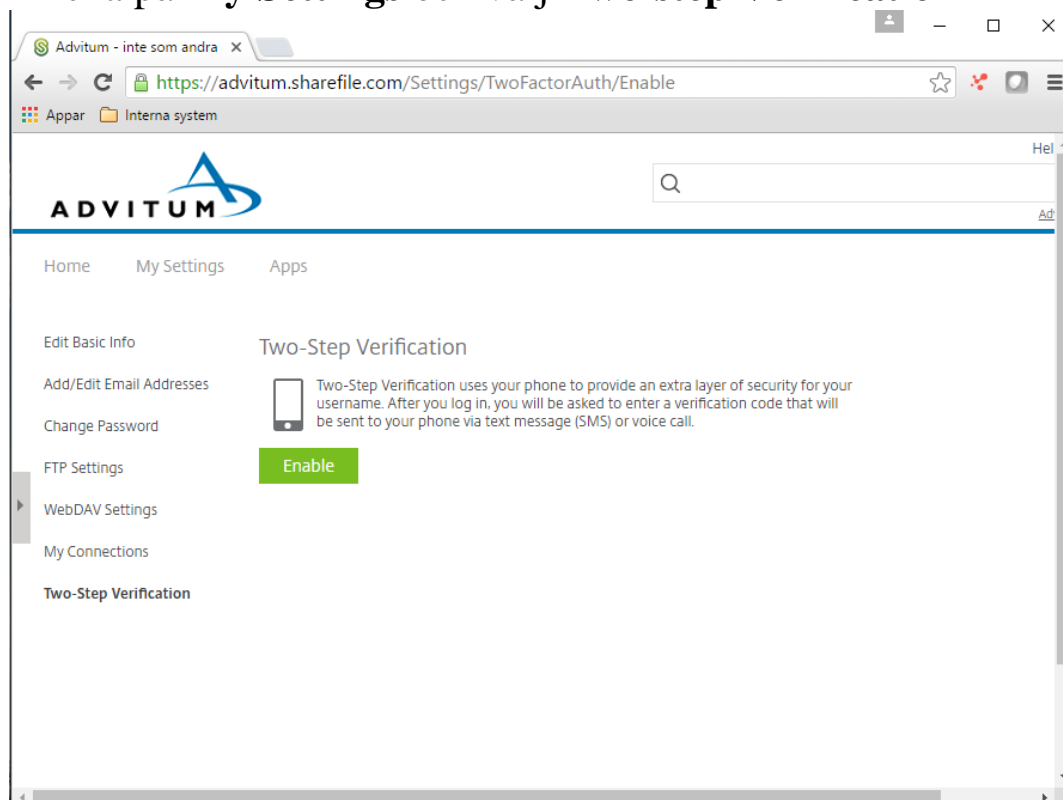 Advitum - inte som andra
https://advitum.sharefile.com/Settings/TwoFactorAuth/Enable
Appar Interna system
Hel
ADVITUM
Home My Settings Apps
Edit Basic Info
Add/Edit Email Addresses
Change Password
FTP Settings
WebDAV Settings
My Connections
Two-Step Verification
Two-Step Verification
Two-Step Verification uses your phone to provide an extra layer of security for your
username. After you log in, you will be asked to enter a verification code that will
be sent to your phone via text message (SMS) or voice call.
Enable